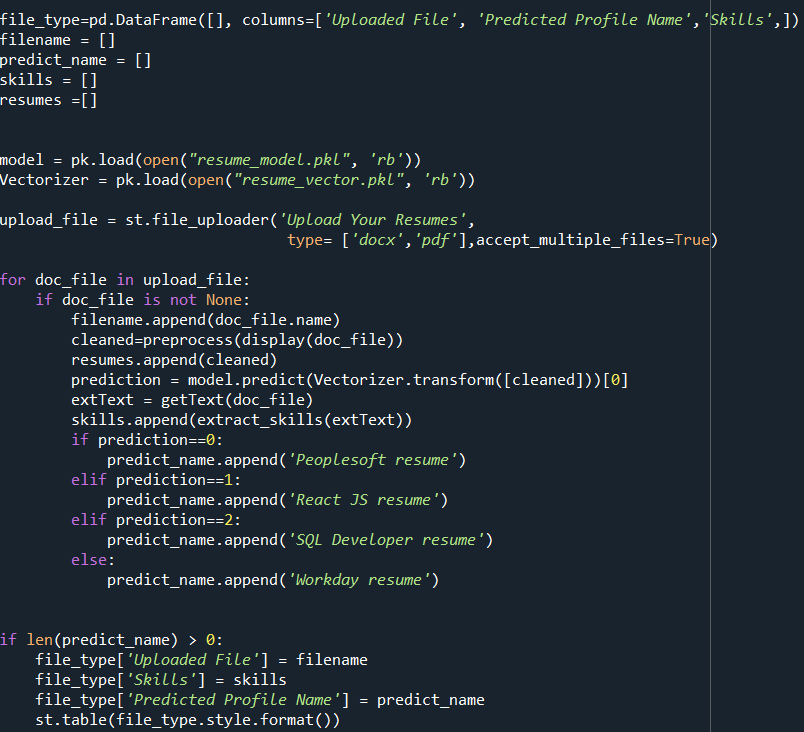 file_type=pd.DataFrame([], columns=['Uploaded File', 'Predicted Profile Name','Skills',])
filename = []
predict_name = []
skills = []
resumes =[]
model = pk.load(open("resume_model.pkl", 'rb'))
Vectorizer = pk.load(open("resume_vector.pkl", 'rb'))
upload_file = st.file_uploader('Upload Your Resumes',
                                type= ['docx','pdf'],accept_multiple_files=True)
for doc_file in upload_file:
    if doc_file is not None:
        filename.append(doc_file.name)
        cleaned=preprocess(display(doc_file))
        resumes.append(cleaned)
        prediction = model.predict(Vectorizer.transform([cleaned]))[0]
        extText = getText(doc_file)
        skills.append(extract_skills(extText))
        if prediction==0:
            predict_name.append('Peoplesoft resume')
        elif prediction==1:
            predict_name.append('React JS resume')
        elif prediction==2:
            predict_name.append('SQL Developer resume')
        else:
            predict_name.append('Workday resume')
if len(predict_name) > 0:
    file_type['Uploaded File'] = filename
    file_type['Skills'] = skills
    file_type['Predicted Profile Name'] = predict_name
    st.table(file_type.style.format())